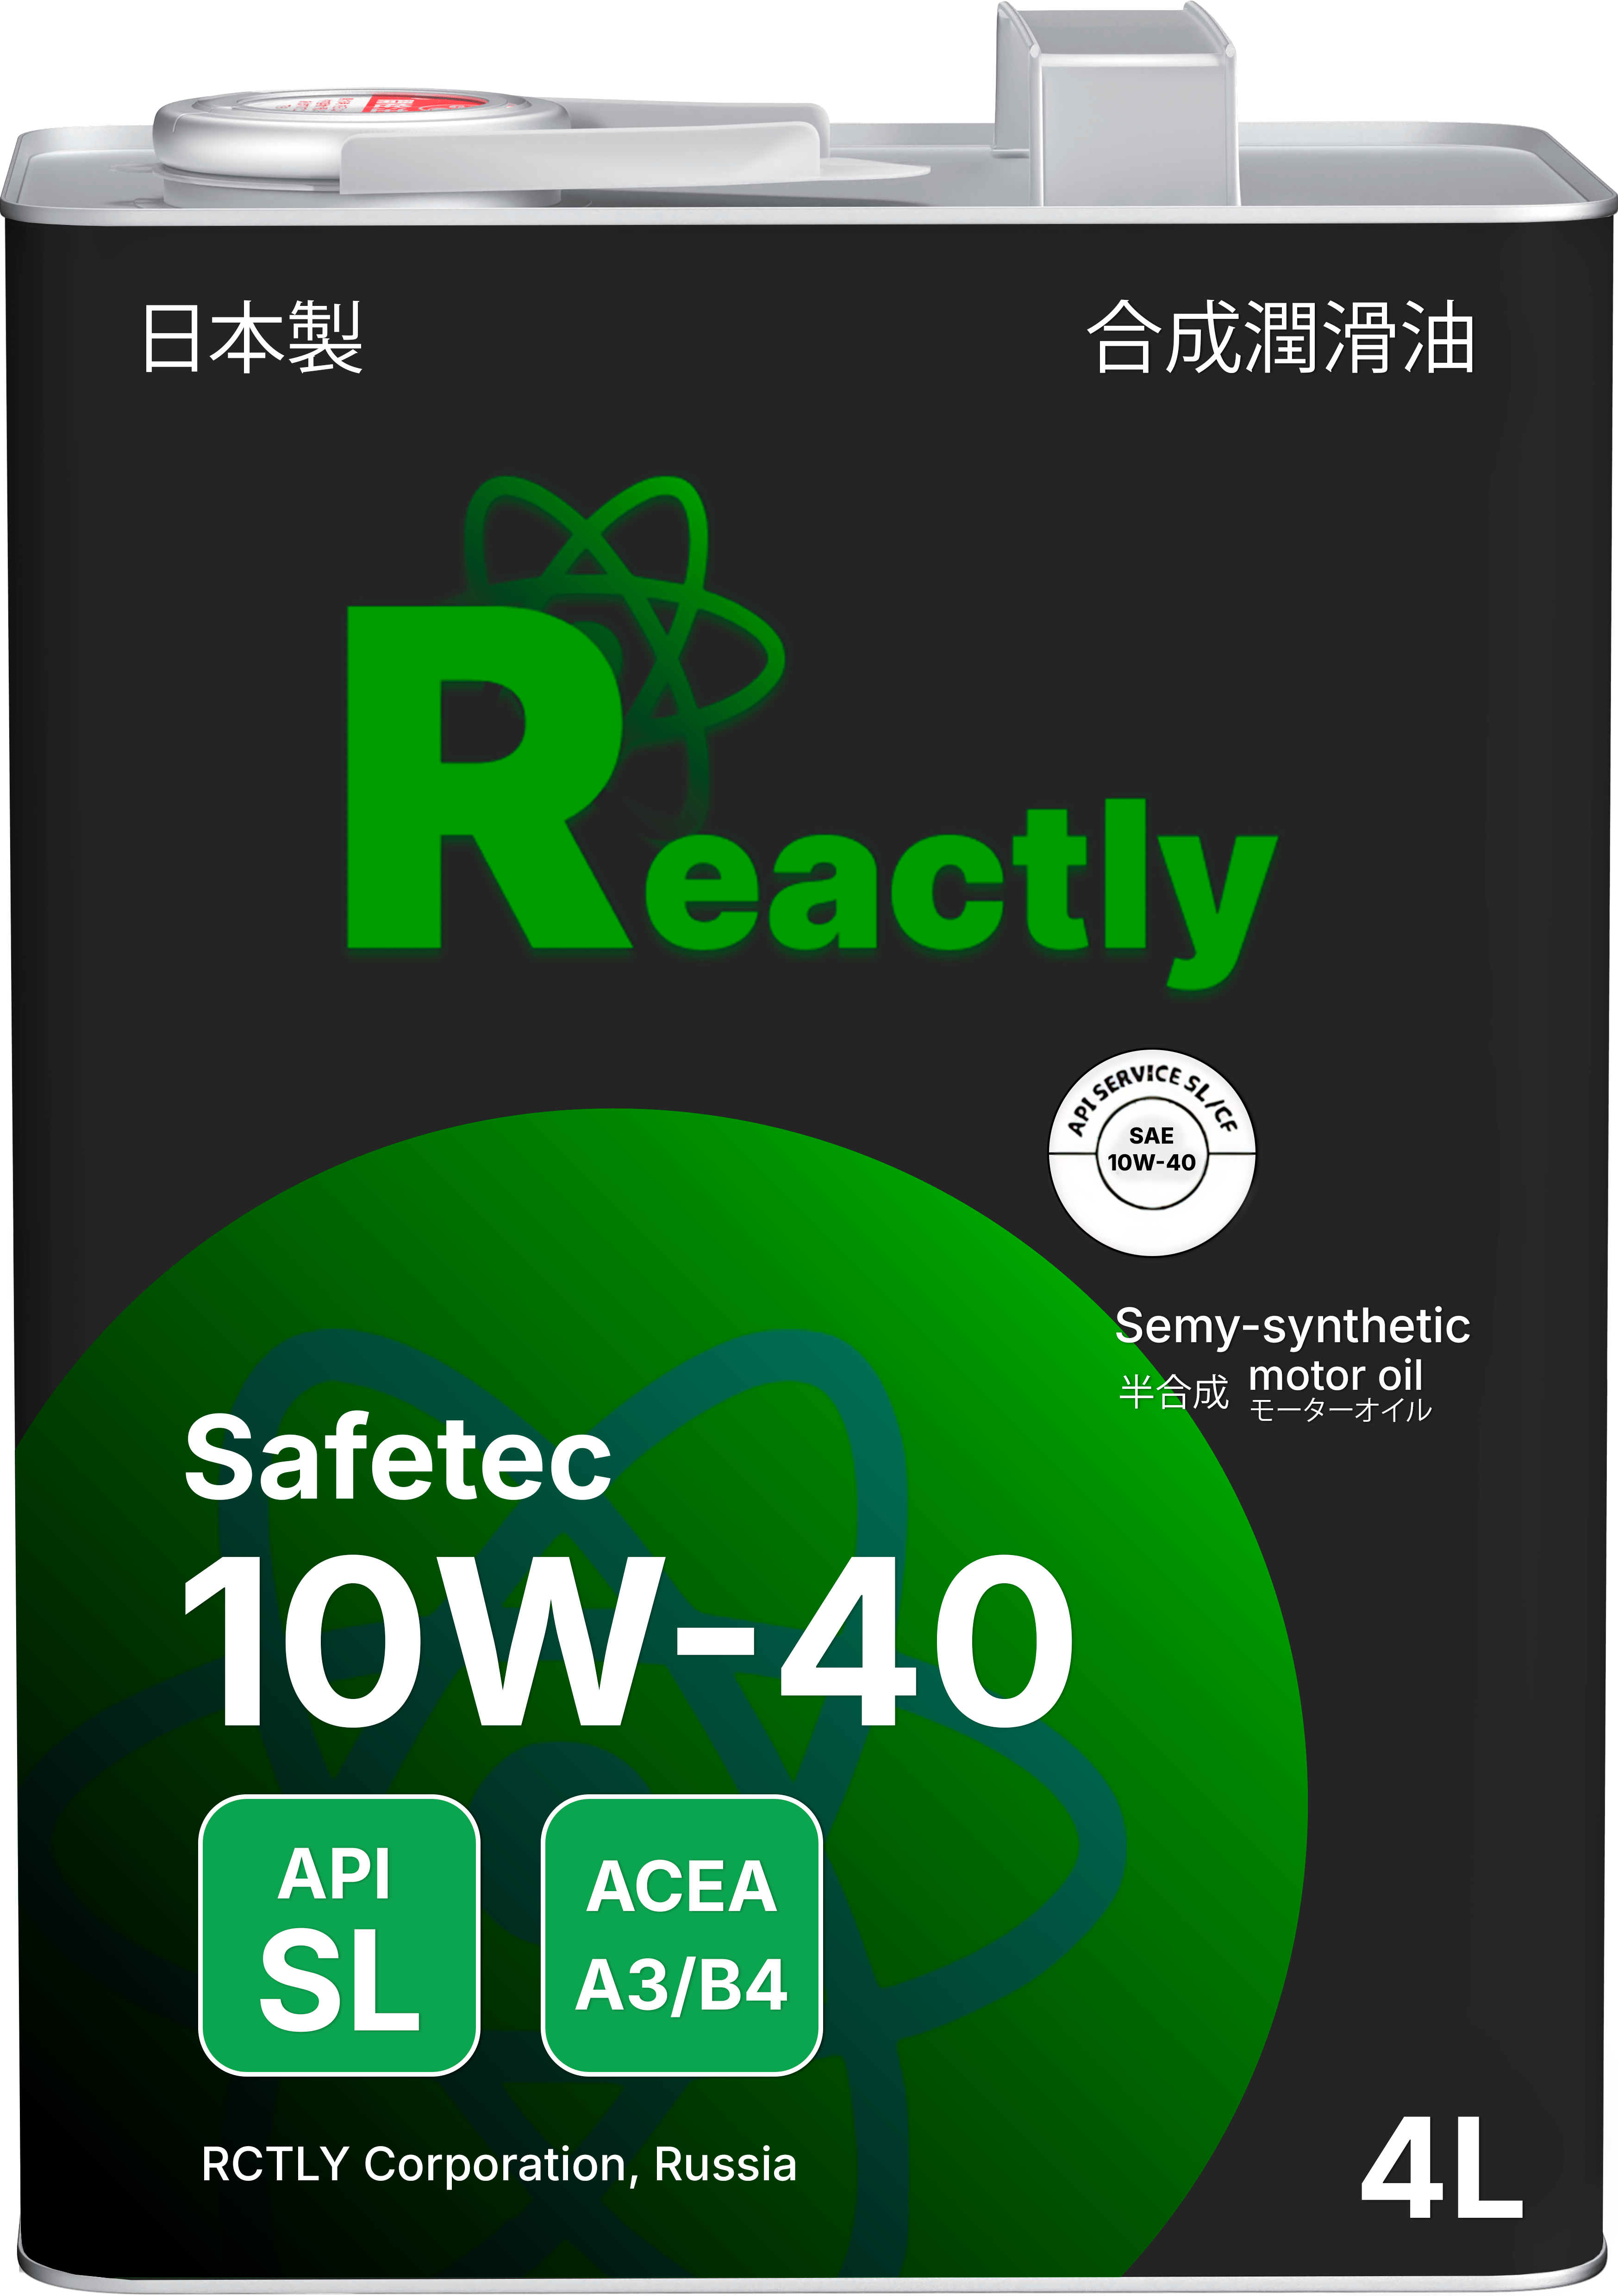 日本製
合成潤滑油
Reactly
API SERVICE SL/CF
SAE
10W-40
Semy-synthetic
半合成 motor oil
モーターオイル
Safetec
10W-40
API
SL
ACEA
A3/B4
RCTLY Corporation, Russia
4L